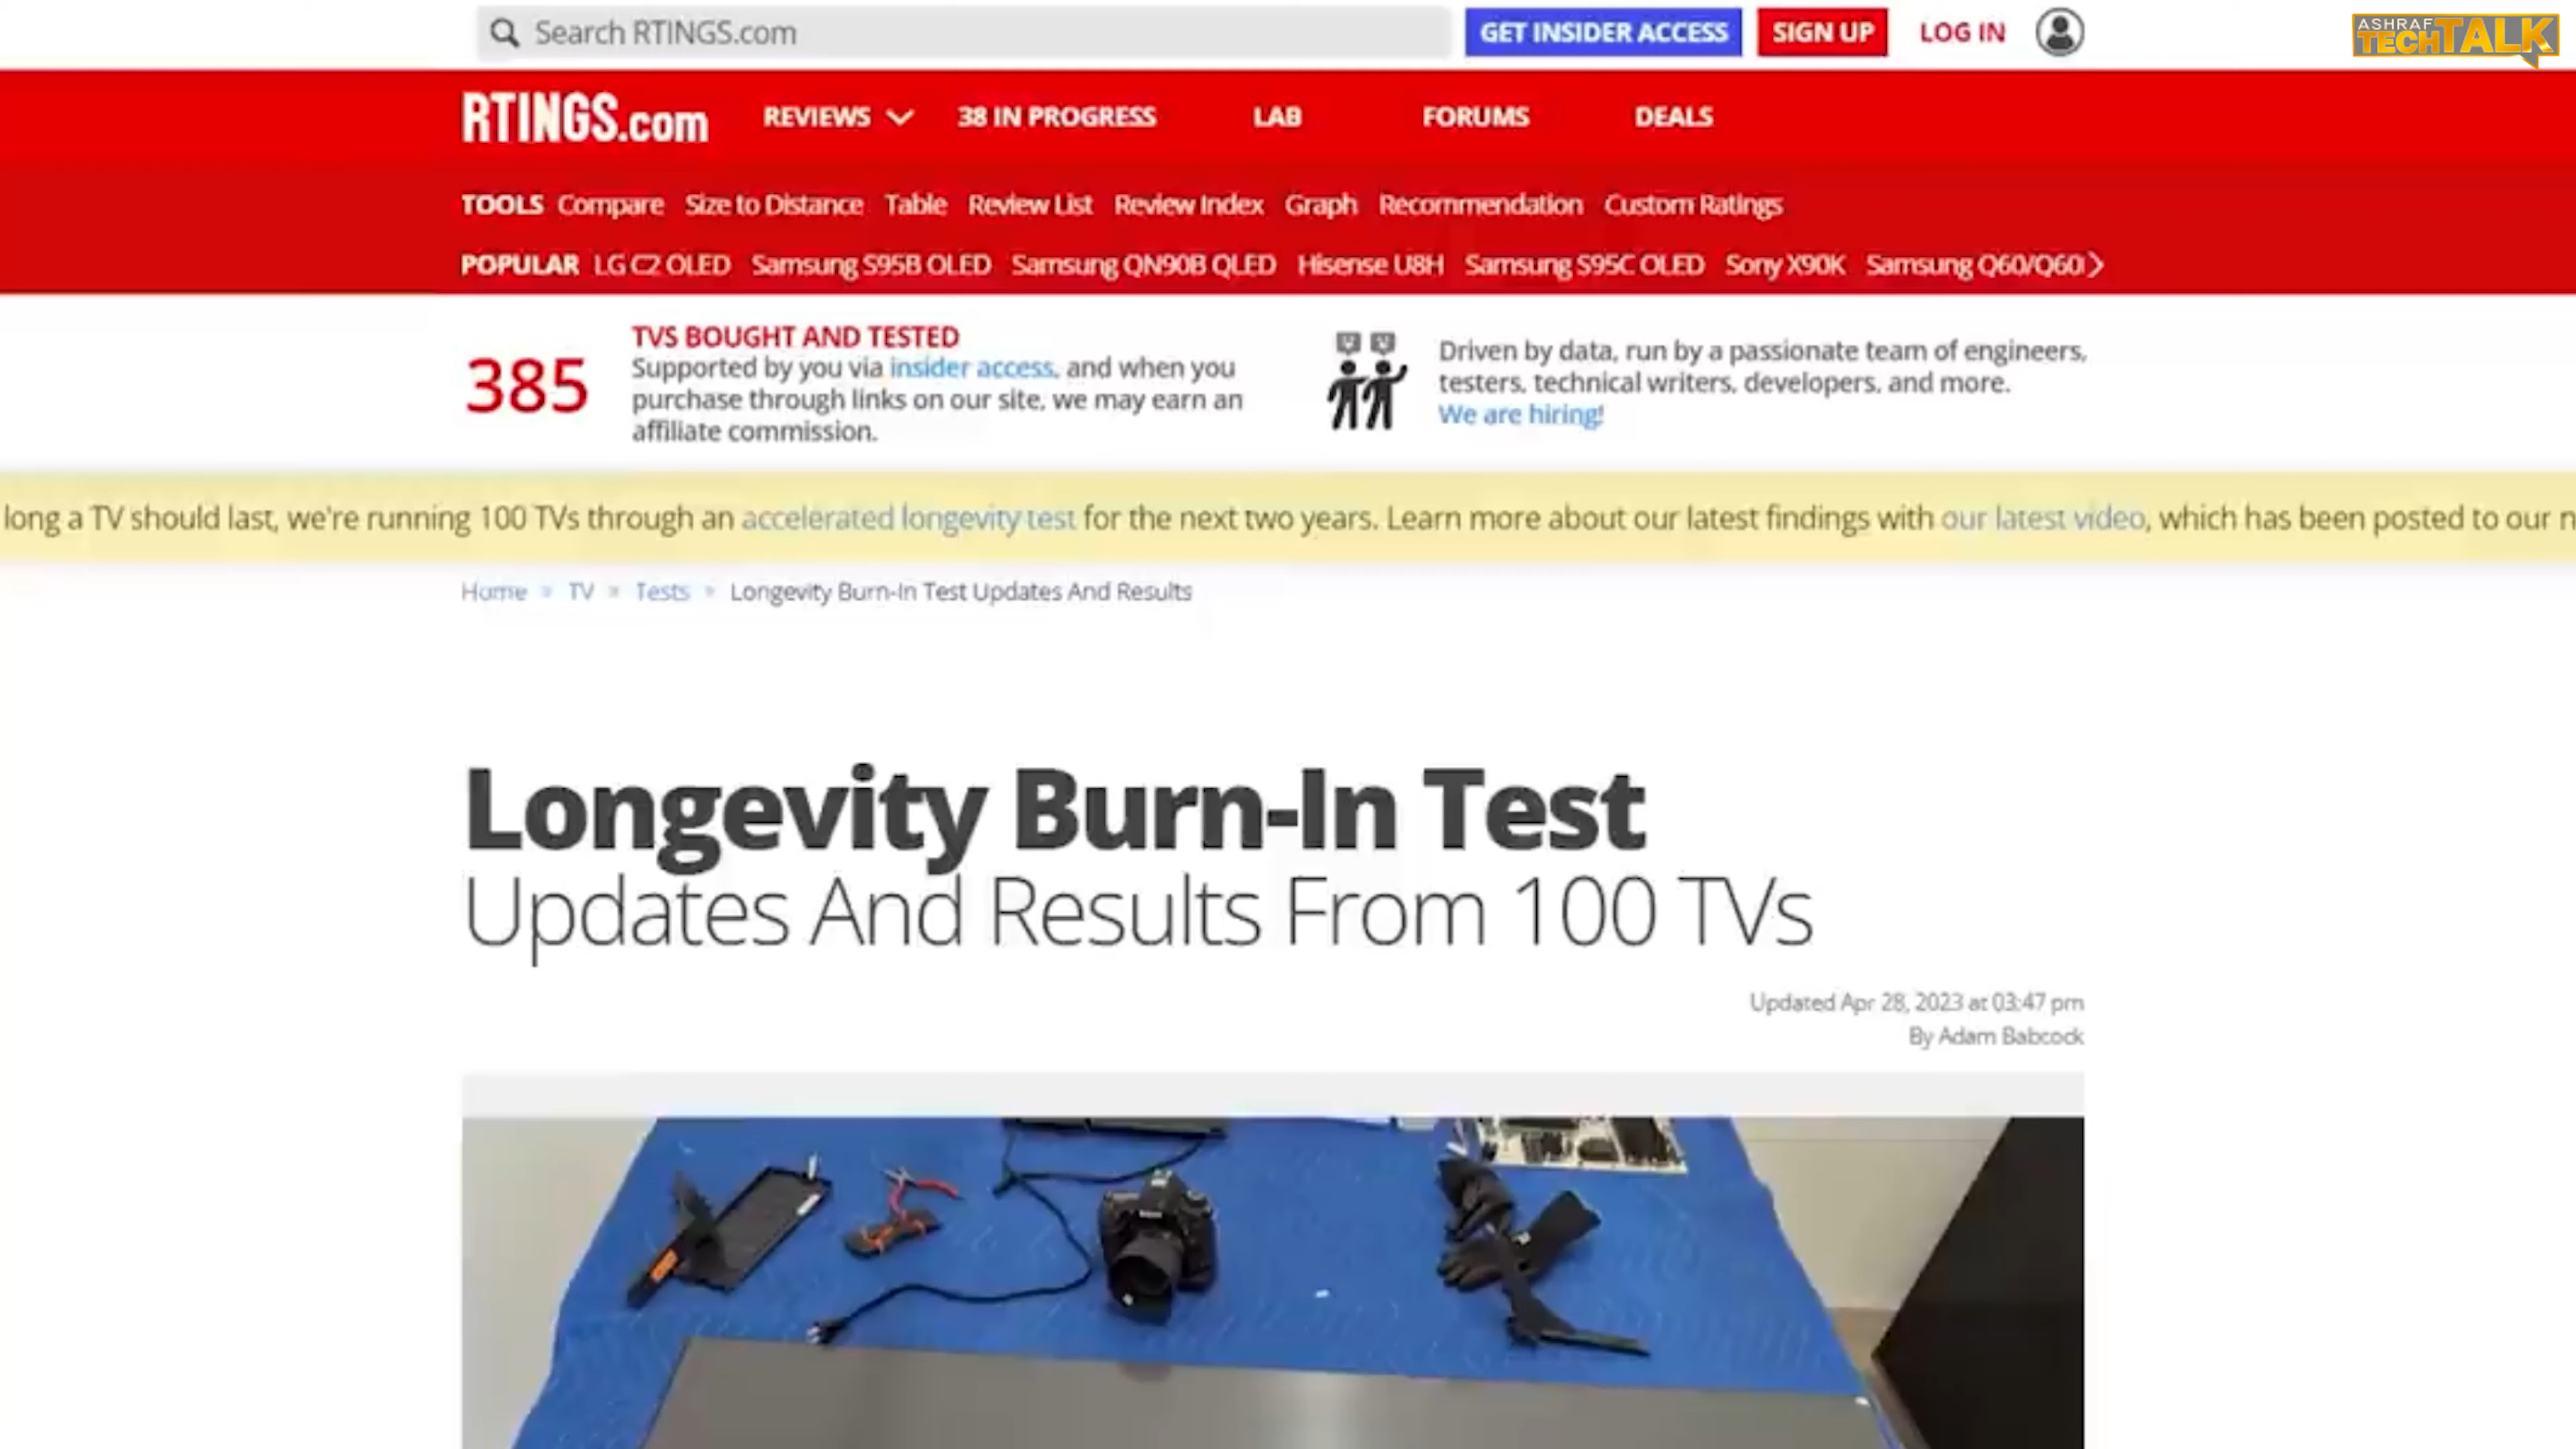 Search RTINGS.com
GET INSIDER ACCESS
SIGN UP
LOG IN
ASHRAF
TECHTALK
RTINGS.com
REVIEWS
38 IN PROGRESS
LAB
FORUMS
DEALS
TOOLS Compare Size to Distance Table Review List Review Index Graph Recommendation Custom Ratings
POPULAR LG C2 OLED Samsung S95B OLED Samsung QN90B QLED Hisense U8H Samsung S95C OLED Sony X90K Samsung Q60/Q60
385
TVS BOUGHT AND TESTED
Supported by you via insider access, and when you
purchase through links on our site, we may earn an
affiliate commission.
Driven by data, run by a passionate team of engineers,
testers, technical writers, developers, and more.
We are hiring!
long a TV should last, we're running 100 TVs through an accelerated longevity test for the next two years. Learn more about our latest findings with our latest video, which has been posted to our n
Home » TV » Tests » Longevity Burn-In Test Updates And Results
Longevity Burn-In Test
Updates And Results From 100 TVs
Updated Apr 28, 2023 at 03:47 pm
By Adam Babcock